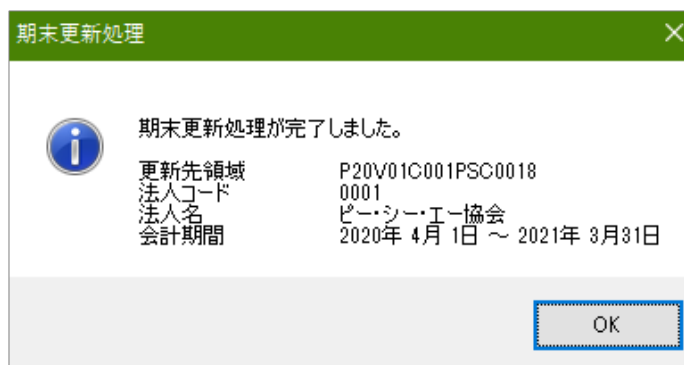 期末更新処理
期末更新処理が完了しました。
更新先領域 P20V01C001PSC0018
法人コード 0001
法人名 ピー・シー・エー協会
会計期間 2020年 4月 1日 ～ 2021年 3月31日
OK